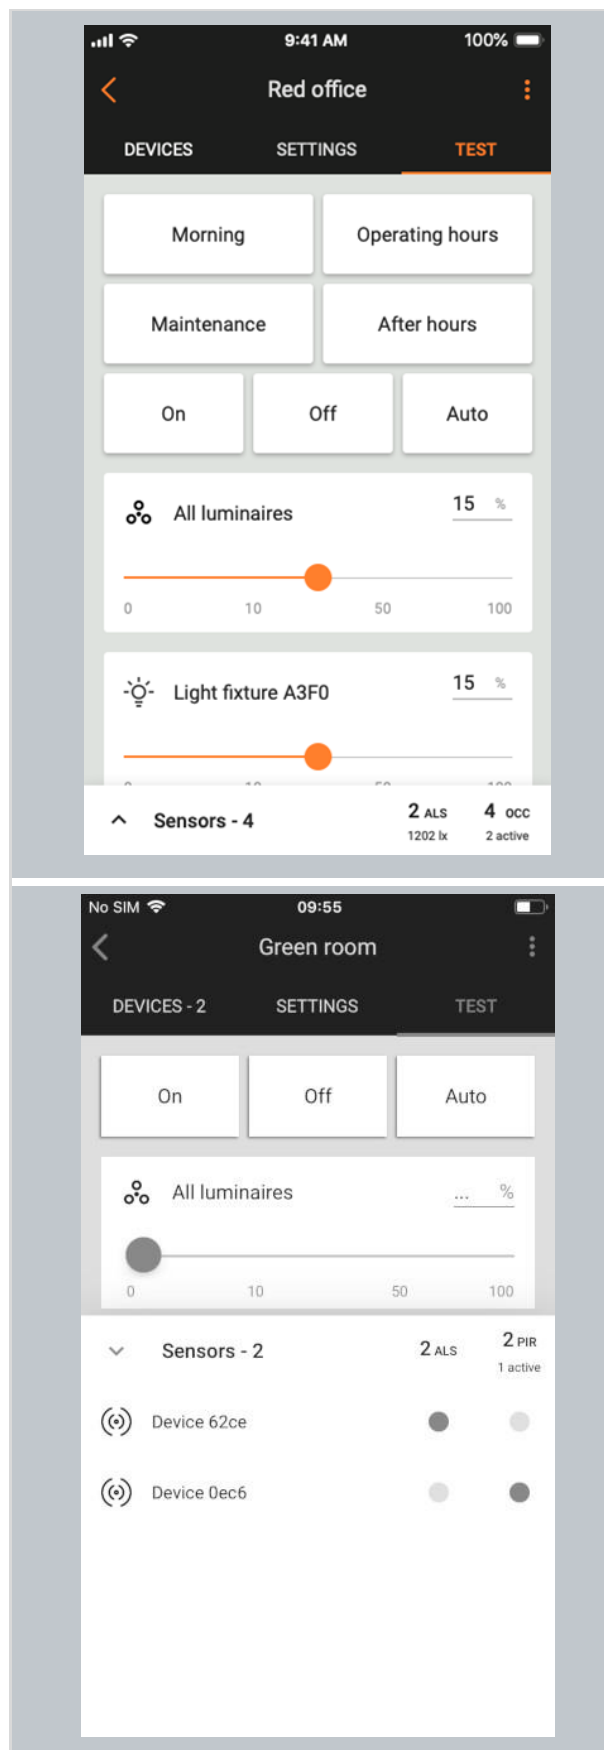 9:41 AM 100%
Red office
DEVICES SETTINGS TEST
Morning Operating hours
Maintenance After hours
On Off Auto
All luminaires 15 %
0 10 50 100
Light fixture A3F0 15 %
Sensors - 4 2 ALS 4 OCC
1202 lx 2 active
No SIM 09:55
Green room
DEVICES - 2 SETTINGS TEST
On Off Auto
All luminaires ... %
0 10 50 100
Sensors - 2 2 ALS 2 PIR
1 active
Device 62ce
Device 0ec6